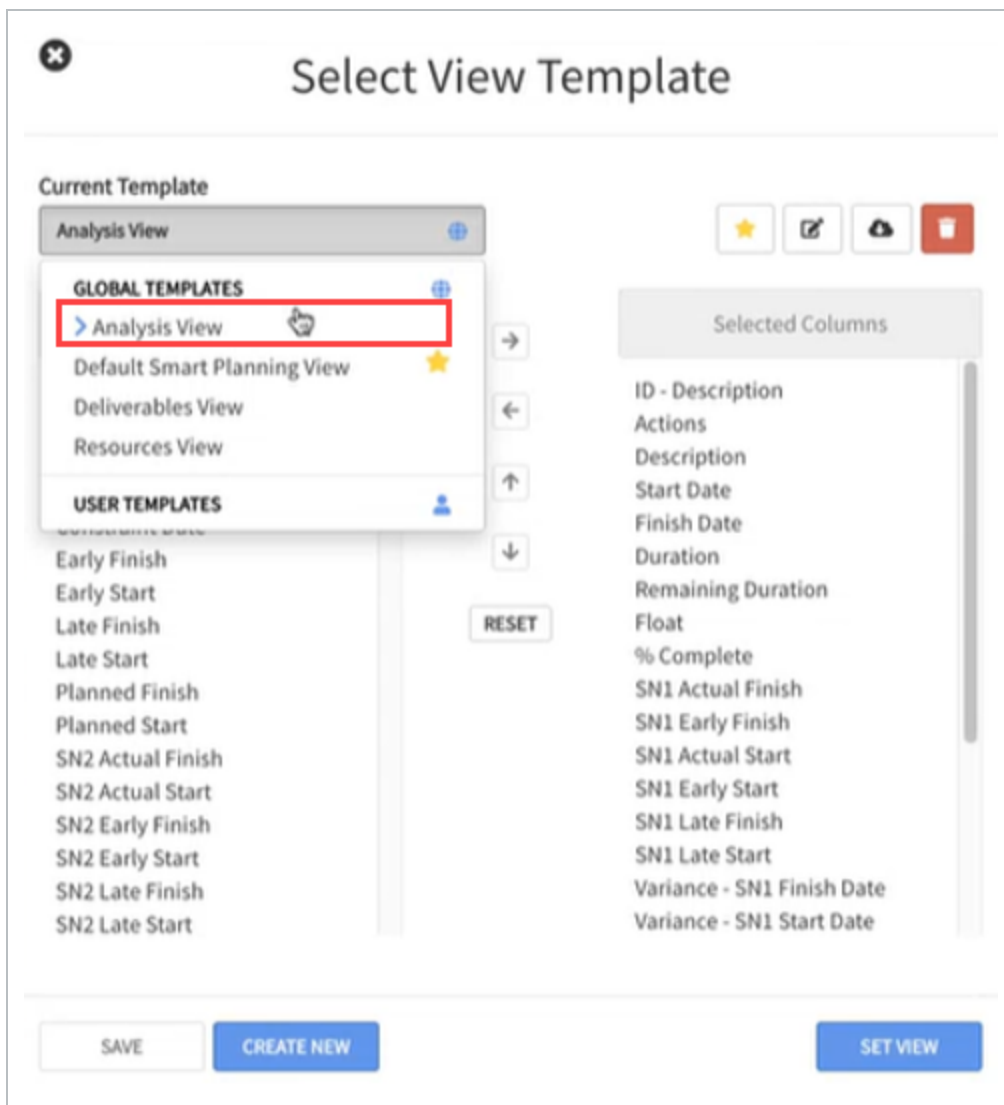 Select View Template
Current Template
Analysis View
GLOBAL TEMPLATES
Analysis View
Default Smart Planning View
Deliverables View
Resources View
USER TEMPLATES
Early Finish
Early Start
Late Finish
Late Start
Planned Finish
Planned Start
SN2 Actual Finish
SN2 Actual Start
SN2 Early Finish
SN2 Early Start
SN2 Late Finish
SN2 Late Start
RESET
Selected Columns
ID - Description
Actions
Description
Start Date
Finish Date
Duration
Remaining Duration
Float
% Complete
SN1 Actual Finish
SN1 Early Finish
SN1 Actual Start
SN1 Early Start
SN1 Late Finish
SN1 Late Start
Variance - SN1 Finish Date
Variance - SN1 Start Date
SAVE
CREATE NEW
SET VIEW